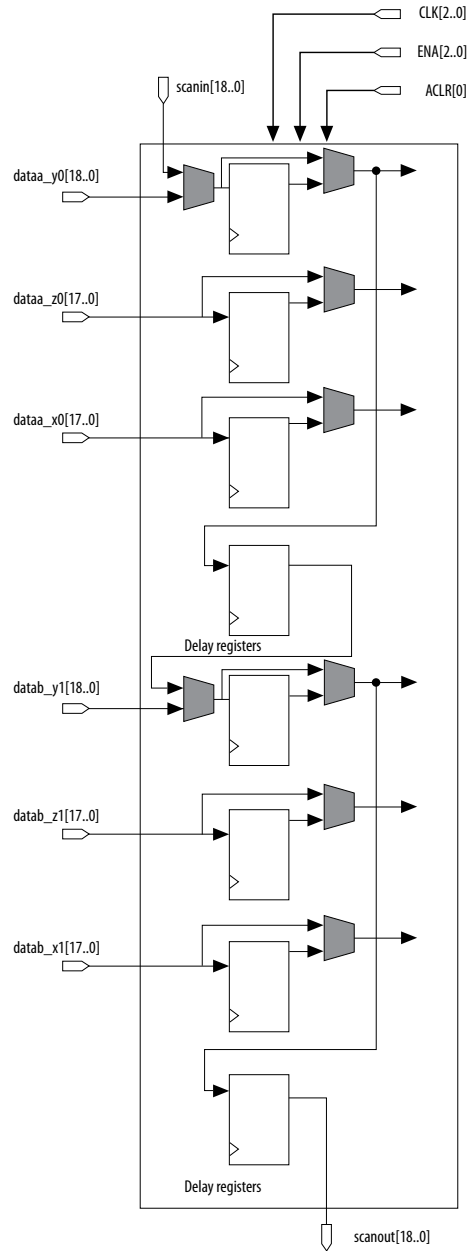 CLK[2..0]
ENA[2..0]
scanin[18..0]
ACLR[0]
dataa_y0[18..0]
dataa_z0[17..0]
dataa_x0[17..0]
Delay registers
datab_y1[18..0]
datab_z1[17..0]
datab_x1[17..0]
Delay registers
scanout[18..0]